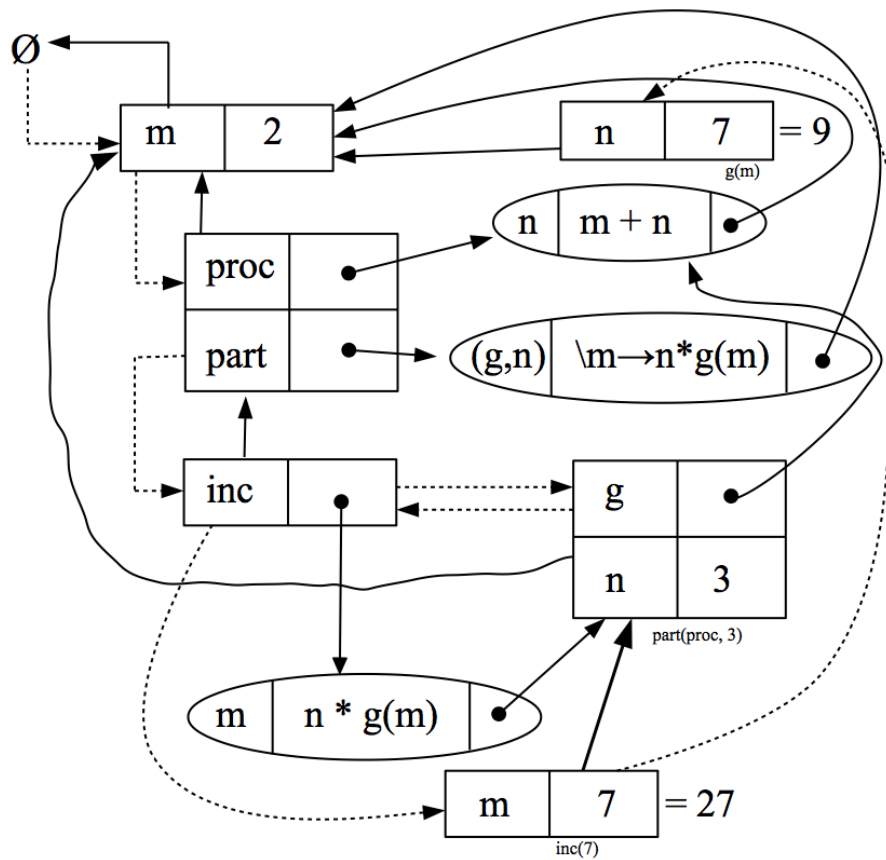 Ø
m 2
n 7 = 9
g(m)
n m + n
proc
part
(g,n) \m→n*g(m)
inc
g
n 3
part(proc, 3)
m n * g(m)
m 7 = 27
inc(7)